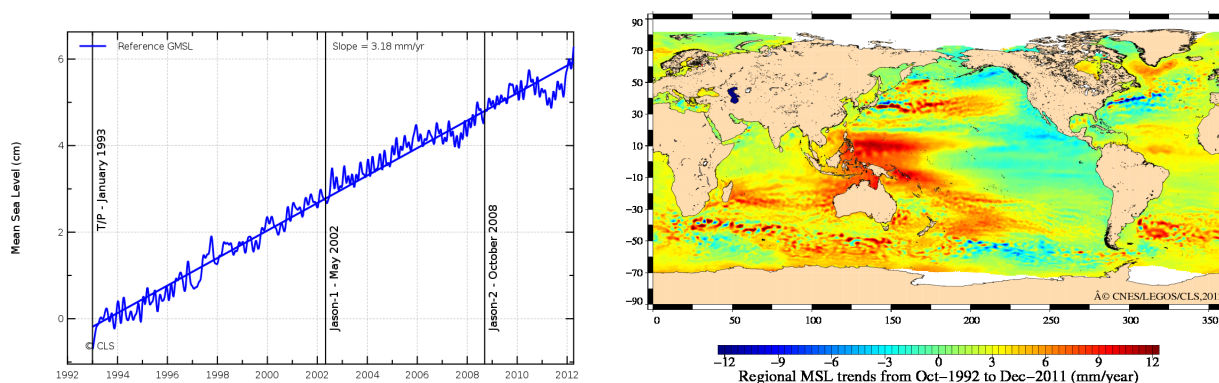 Reference GMSL
Slope = 3.18 mm/yr
Mean Sea Level (cm)
6
4
2
0
T/P - January 1993
Jason-1 - May 2002
Jason-2 - October 2008
© CLS
1992 1994 1996 1998 2000 2002 2004 2006 2008 2010 2012
90
70
50
30
10
−10
−30
−50
−70
−90
Â© CNES/LEGOS/CLS,201
0 50 100 150 200 250 300 350
−12 −9 −6 −3 0 3 6 9 12
Regional MSL trends from Oct−1992 to Dec−2011 (mm/year)